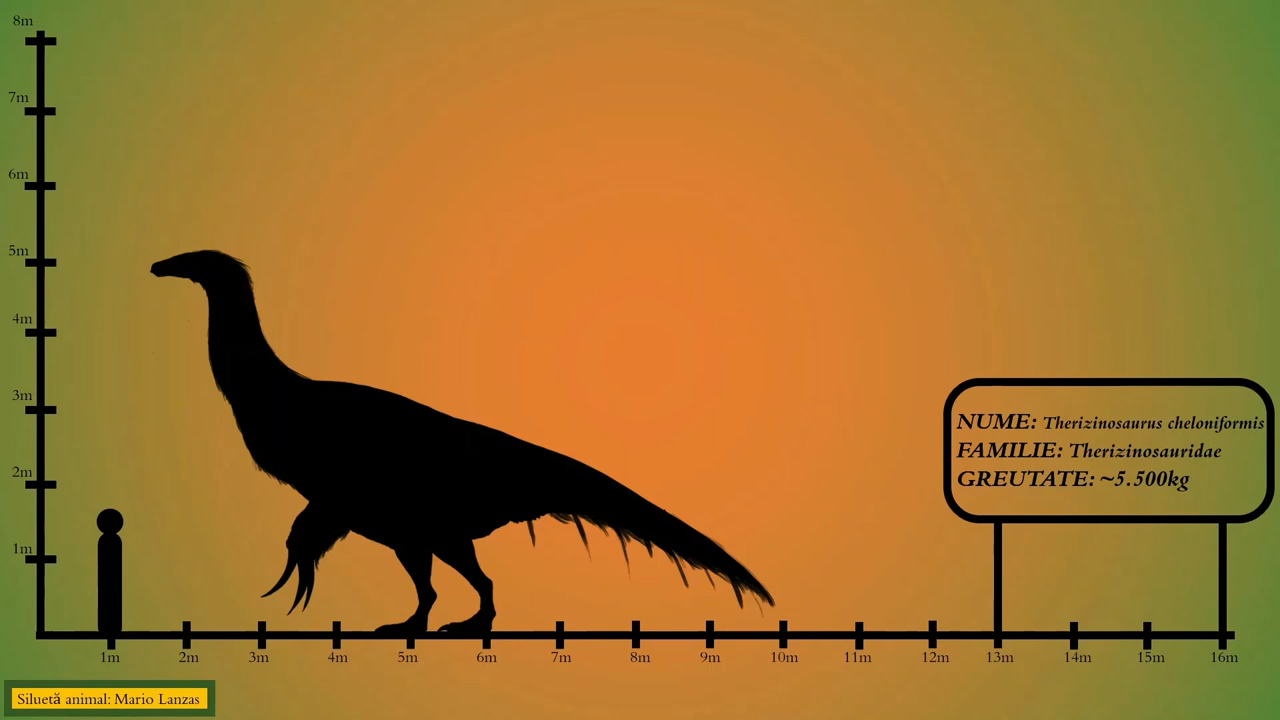 8m
7m
6m
5m
4m
3m
2m
1m
NUME: Therizinosaurus cheloniformis
FAMILIE: Therizinosauridae
GREUTATE: ~5.500kg
1m 2m 3m 4m 5m 6m 7m 8m 9m 10m 11m 12m 13m 14m 15m 16m
Siluetă animal: Mario Lanzas